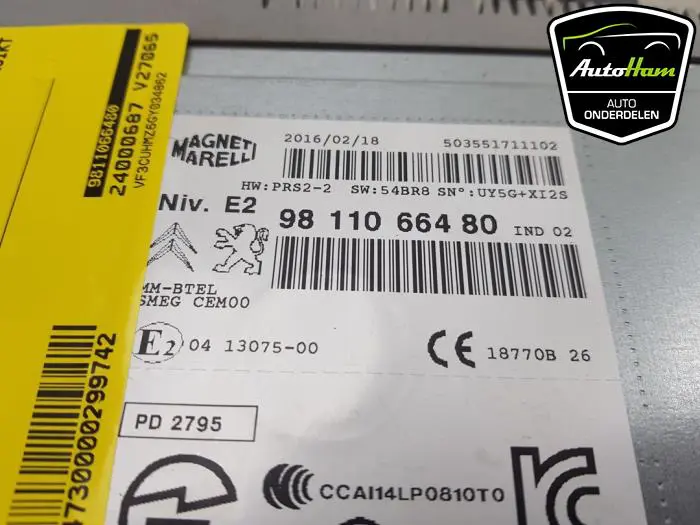 9811066480
24000687 V27065
VF3CUHMZ6GY034862
473000000299742
MAGNETI
MARELLI
2016/02/18
503551711102
HW:PRS2-2 SW:54BR8 SN°:UY5G+XI2S
Niv. E2
98 110 664 80 IND 02
MM-BTEL
SMEG CEM00
E2 04 13075-00
CE 18770B 26
PD 2795
CCAI14LP0810T0
AutoHam
AUTO
ONDERDELEN